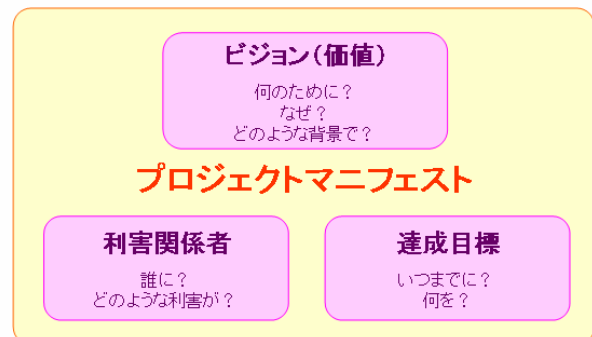 ビジョン（価値）
何のために？
なぜ？
どのような背景で？
プロジェクトマニフェスト
利害関係者
誰に？
どのような利害が？
達成目標
いつまでに？
何を？